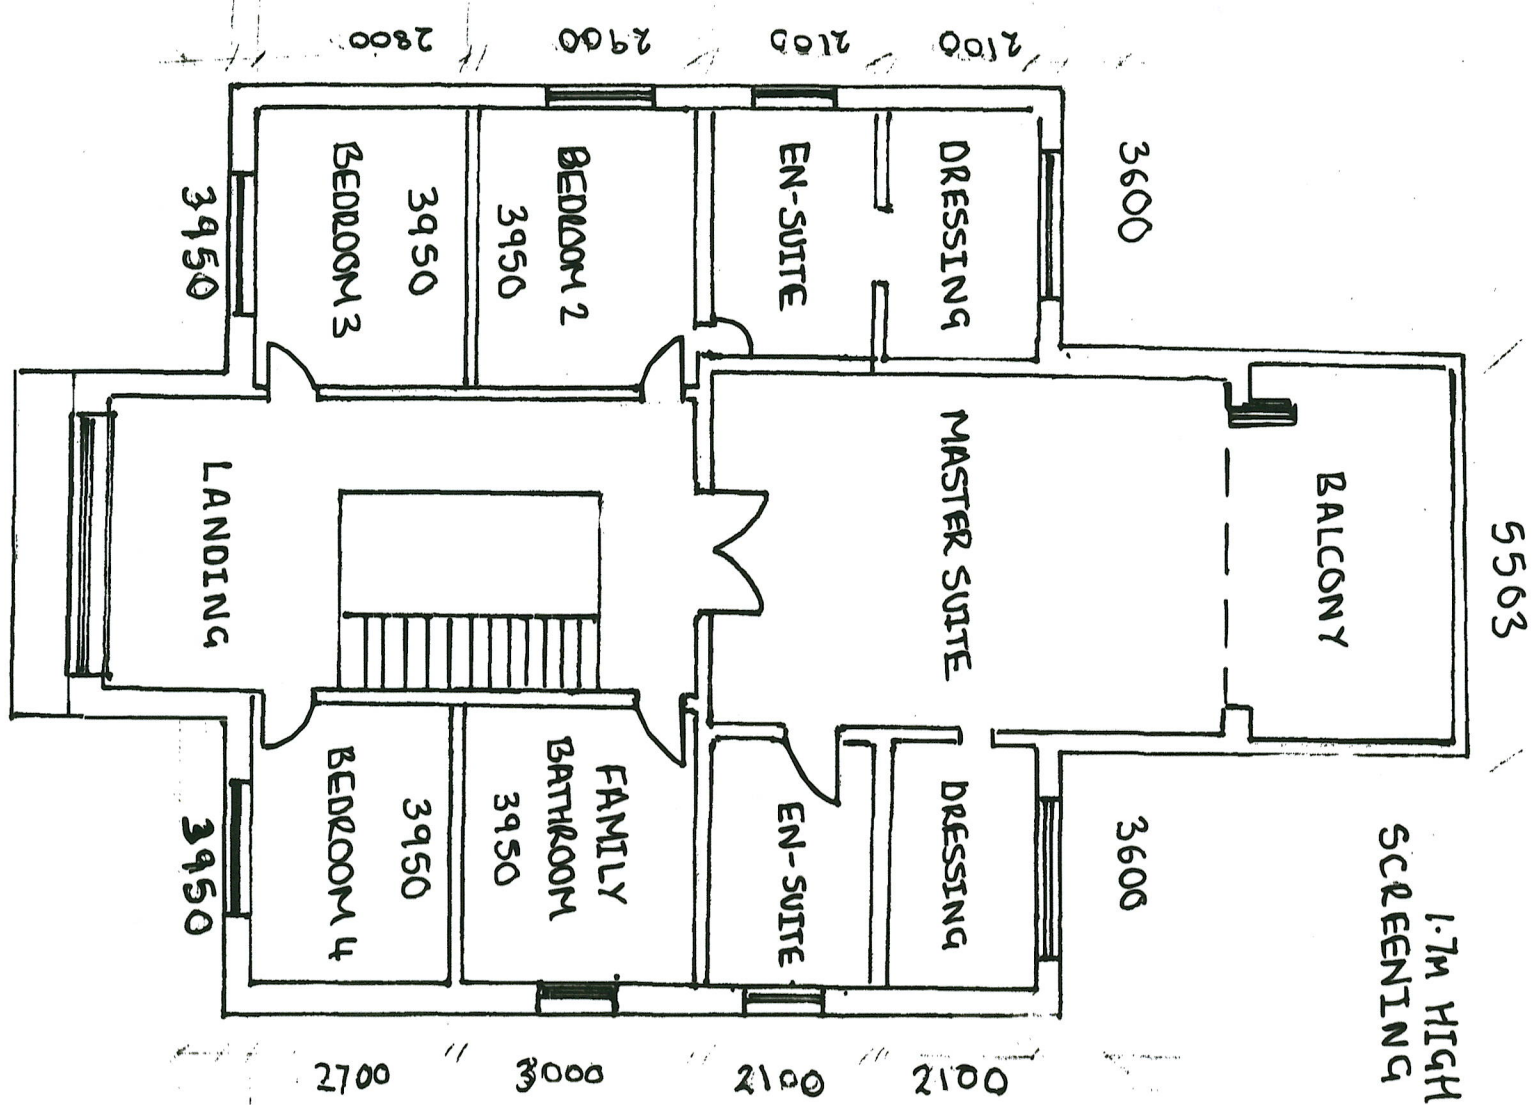 2800
2900
2100
2100
3600
3950
BEDROOM 3
3950
3950
BEDROOM 2
EN-SUITE
DRESSING
LANDING
MASTER SUITE
BALCONY
5563
3950
BEDROOM 4
3950
3950
FAMILY
BATHROOM
EN-SUITE
DRESSING
3600
1.7M HIGH
SCREENING
2700
3000
2100
2100